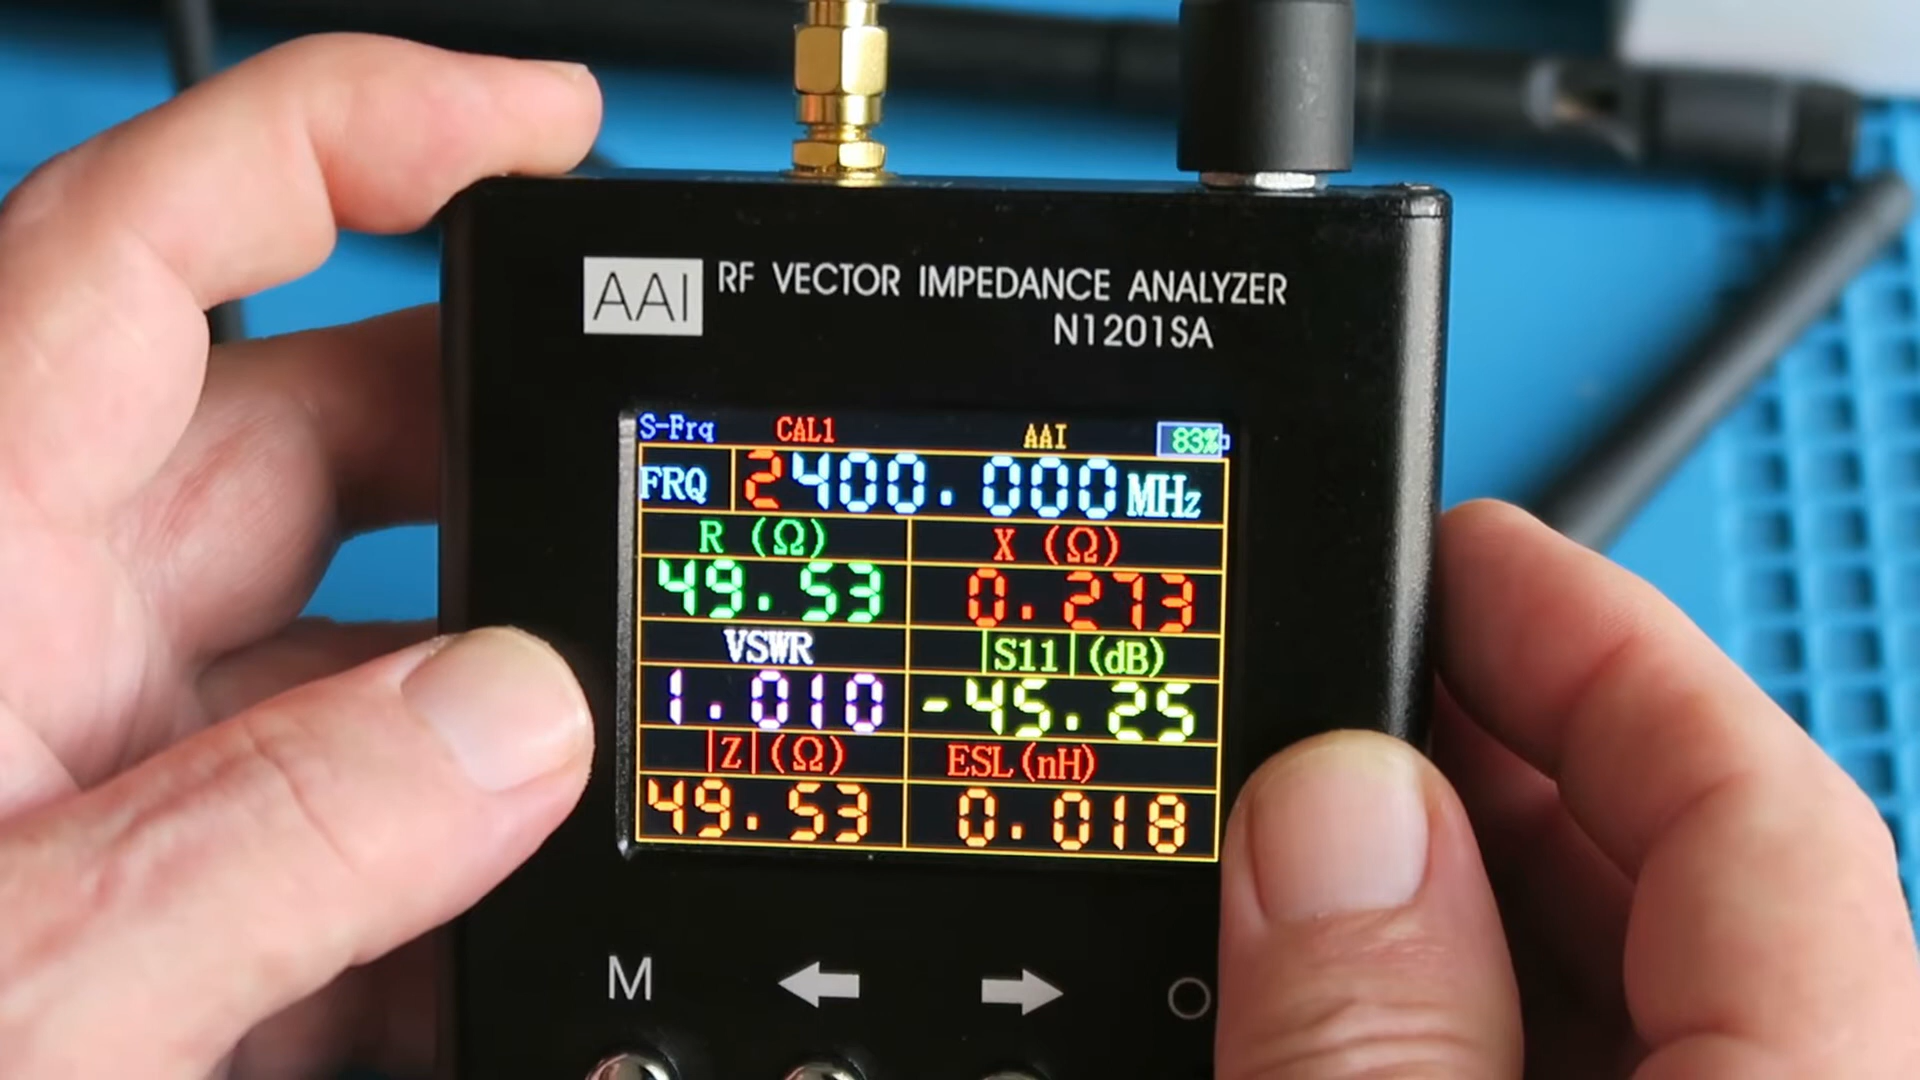 AAI RF VECTOR IMPEDANCE ANALYZER
N1201SA
S-Frq CAL1 AAI 83%
FRQ 2400.000 MHz
R (Ω) X (Ω)
49.53 0.273
VSWR |S11| (dB)
1.010 -45.25
|Z| (Ω) ESL (nH)
49.53 0.018
M